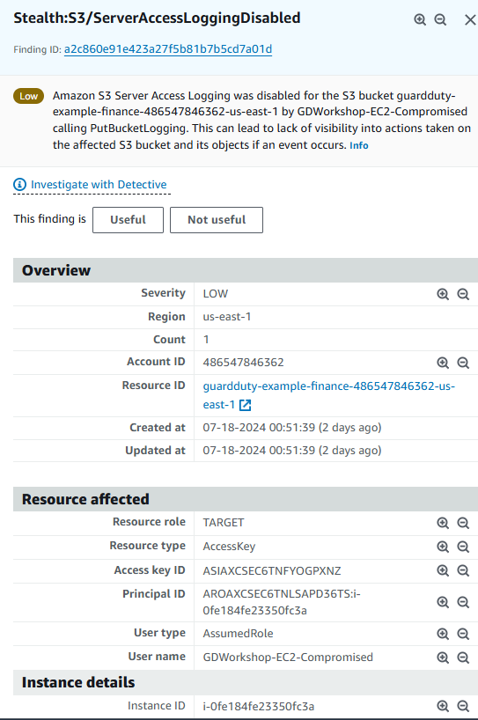 Stealth:S3/ServerAccessLoggingDisabled
Finding ID: a2c860e91e423a27f5b81b7b5cd7a01d
Low
Amazon S3 Server Access Logging was disabled for the S3 bucket guardduty-
example-finance-486547846362-us-east-1 by GDWorkshop-EC2-Compromised
calling PutBucketLogging. This can lead to lack of visibility into actions taken on
the affected S3 bucket and its objects if an event occurs. Info
Investigate with Detective
This finding is Useful Not useful
Overview
Severity LOW
Region us-east-1
Count 1
Account ID 486547846362
Resource ID guardduty-example-finance-486547846362-us-
east-1
Created at 07-18-2024 00:51:39 (2 days ago)
Updated at 07-18-2024 00:51:39 (2 days ago)
Resource affected
Resource role TARGET
Resource type AccessKey
Access key ID ASIAXCSEC6TNFYOGPXNZ
Principal ID AROAXCSEC6TNLSAPD36TS:i-
0fe184fe23350fc3a
User type AssumedRole
User name GDWorkshop-EC2-Compromised
Instance details
Instance ID i-0fe184fe23350fc3a